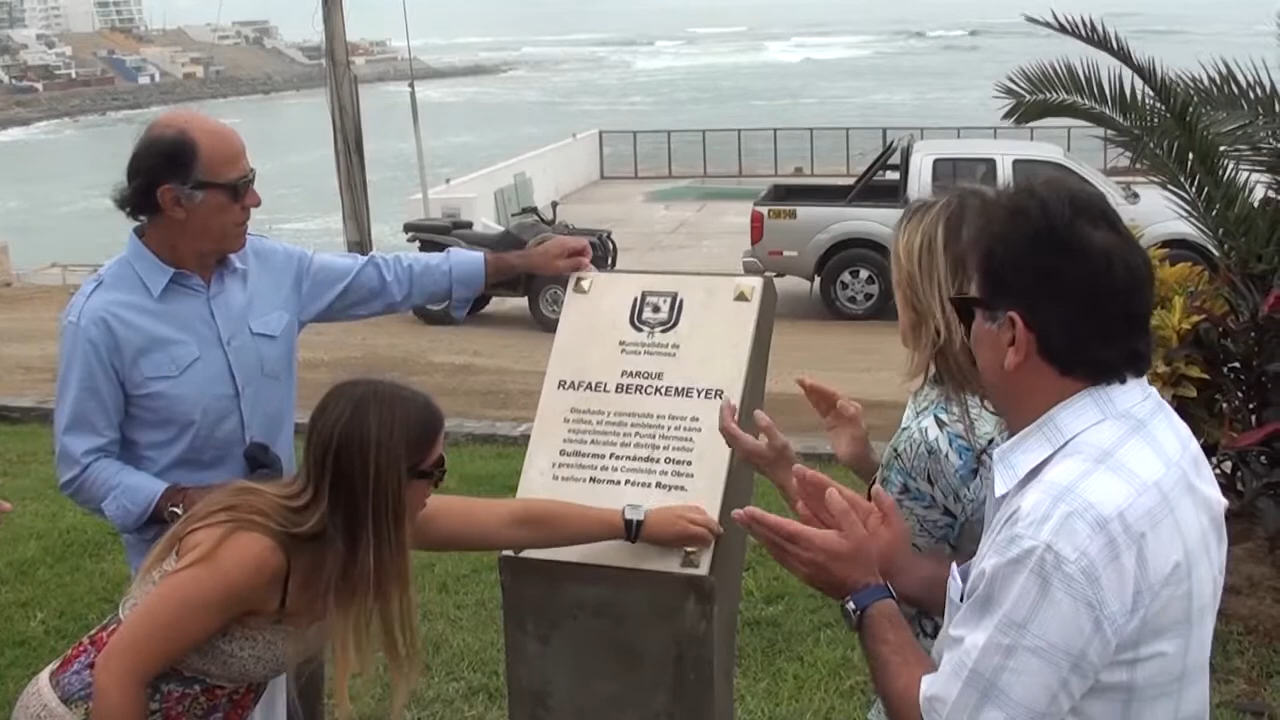 Municipalidad de
Punta Hermosa
PARQUE
RAFAEL BERCKEMEYER
Diseñado y construido en favor de
la niñez, el medio ambiente y el sano
esparcimiento en Punta Hermosa,
siendo Alcalde del distrito el señor
Guillermo Fernández Otero
y presidenta de la Comisión de Obras
la señora Norma Pérez Reyes.